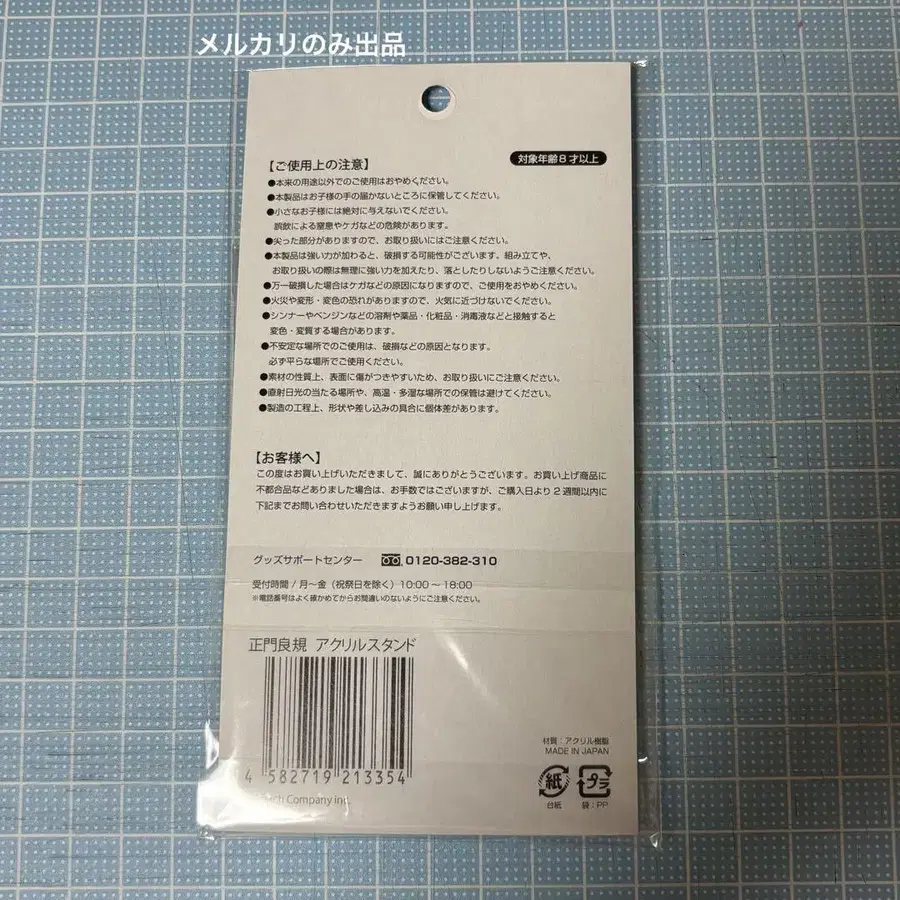 メルカリのみ出品
【ご使用上の注意】
対象年齢8才以上
●本来の用途以外でのご使用はおやめください。
●本製品はお子様の手の届かないところに保管してください。
●小さなお子様には絶対に与えないでください。
誤飲による窒息やケガなどの危険があります。
●尖った部分がありますので、お取り扱いにはご注意ください。
●本製品は強い力が加わると、破損する可能性がございます。組み立てや、
お取り扱いの際は無理に強い力を加えたり、落としたりしないようご注意ください。
●万一破損した場合はケガなどの原因になりますので、ご使用をおやめください。
●火災や変形・変色の恐れがありますので、火気に近づけないでください。
●シンナーやベンジンなどの溶剤や薬品・化粧品・消毒液などと接触すると
変色・変質する場合があります。
●不安定な場所でのご使用は、破損などの原因となります。
必ず平らな場所でご使用ください。
●素材の性質上、表面に傷がつきやすいため、お取り扱いにご注意ください。
●直射日光の当たる場所や、高温・多湿な場所での保管は避けてください。
●製造の工程上、形状や差し込みの具合に個体差があります。
【お客様へ】
この度はお買い上げいただきまして、誠にありがとうございます。お買い上げ商品に
不都合品などありました場合は、お手数ではございますが、ご購入日より2週間以内に
下記までお問い合わせいただきますようお願い申し上げます。
グッズサポートセンター 0120-382-310
受付時間 / 月〜金（祝祭日を除く）10:00〜18:00
※電話番号はよく確かめてからお間違いのないようにご注意ください。
正門良規 アクリルスタンド
4 582719 213354
Company inc.
材質：アクリル樹脂
MADE IN JAPAN
紙
プラ
台紙
袋：PP